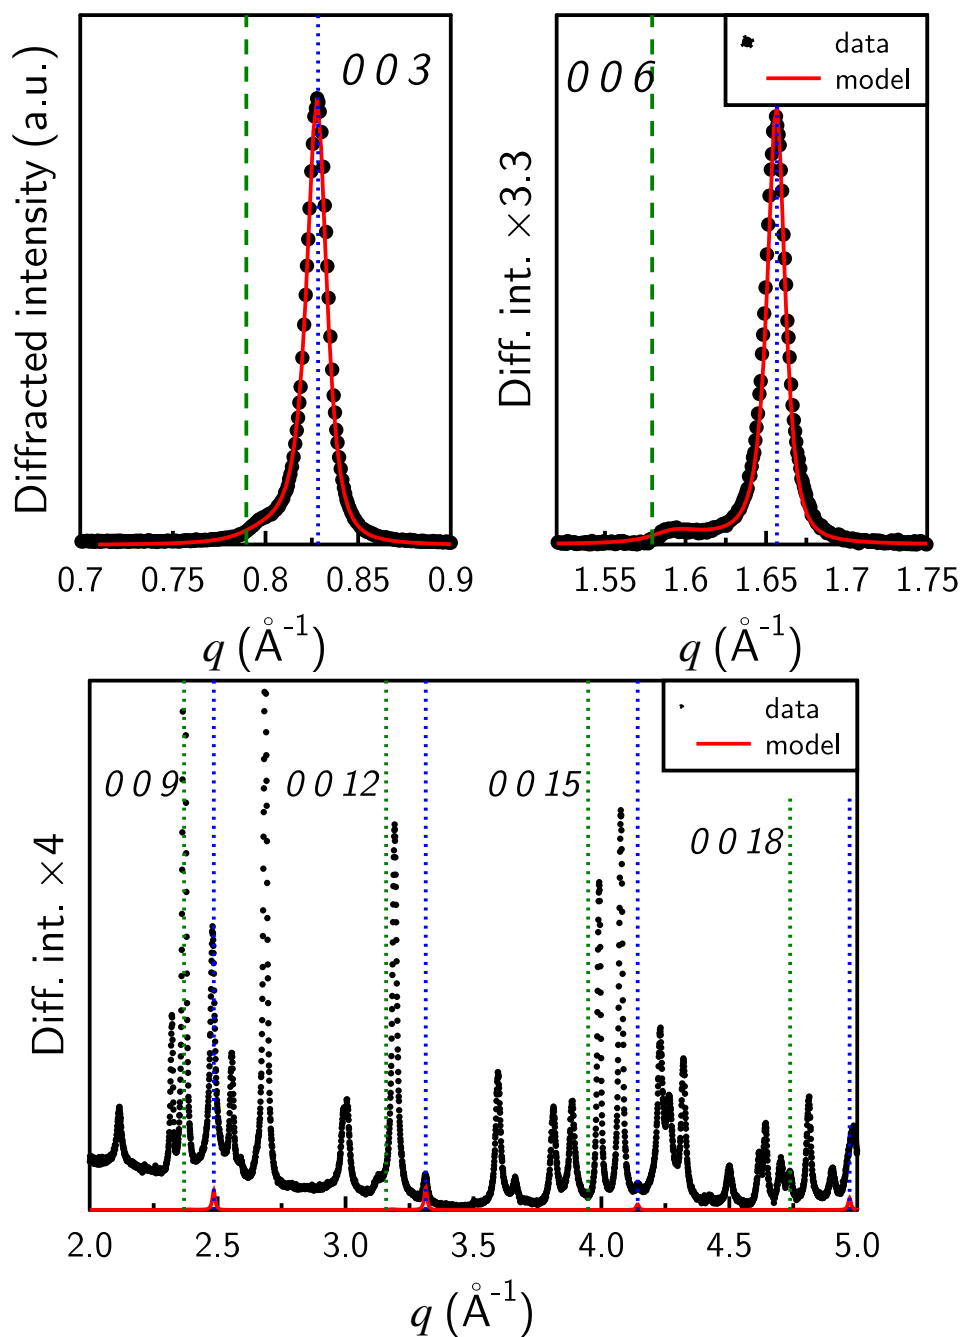 Diffracted intensity (a.u.)
0 0 3
0.7 0.75 0.8 0.85 0.9
q (Å-1)
Diff. int. ×3.3
0 0 6
data
model
1.55 1.6 1.65 1.7 1.75
q (Å-1)
Diff. int. ×4
data
model
0 0 9
0 0 12
0 0 15
0 0 18
2.0 2.5 3.0 3.5 4.0 4.5 5.0
q (Å-1)